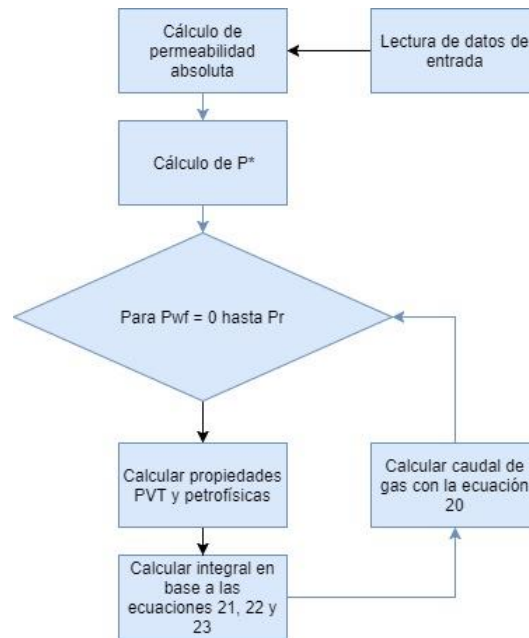 Cálculo de
permeabilidad
absoluta
Lectura de datos de
entrada
Cálculo de P*
Para Pwf = 0 hasta Pr
Calcular propiedades
PVT y petrofísicas
Calcular caudal de
gas con la ecuación
20
Calcular integral en
base a las
ecuaciones 21, 22 y
23